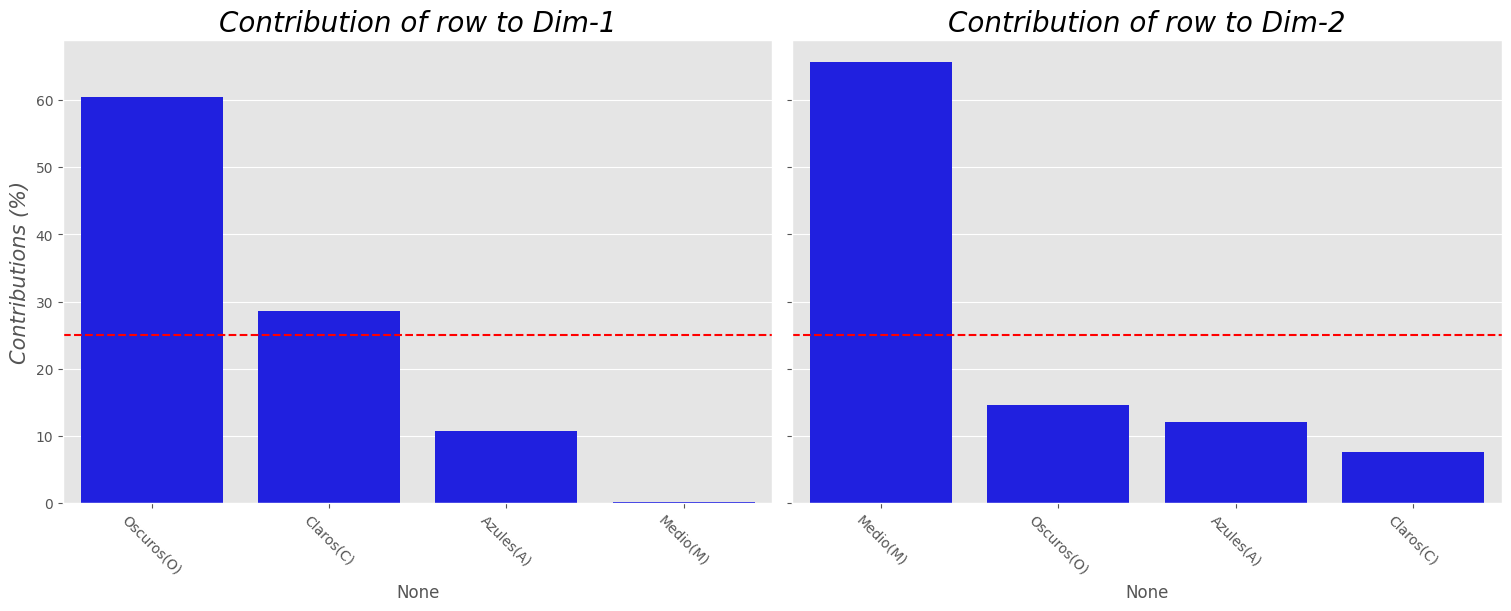 Contribution of row to Dim-1
Contribution of row to Dim-2
Contributions (%)
60
50
40
30
20
10
0
Oscuros(O)
Claros(C)
Azules(A)
Medio(M)
Medio(M)
Oscuros(O)
Azules(A)
Claros(C)
None
None